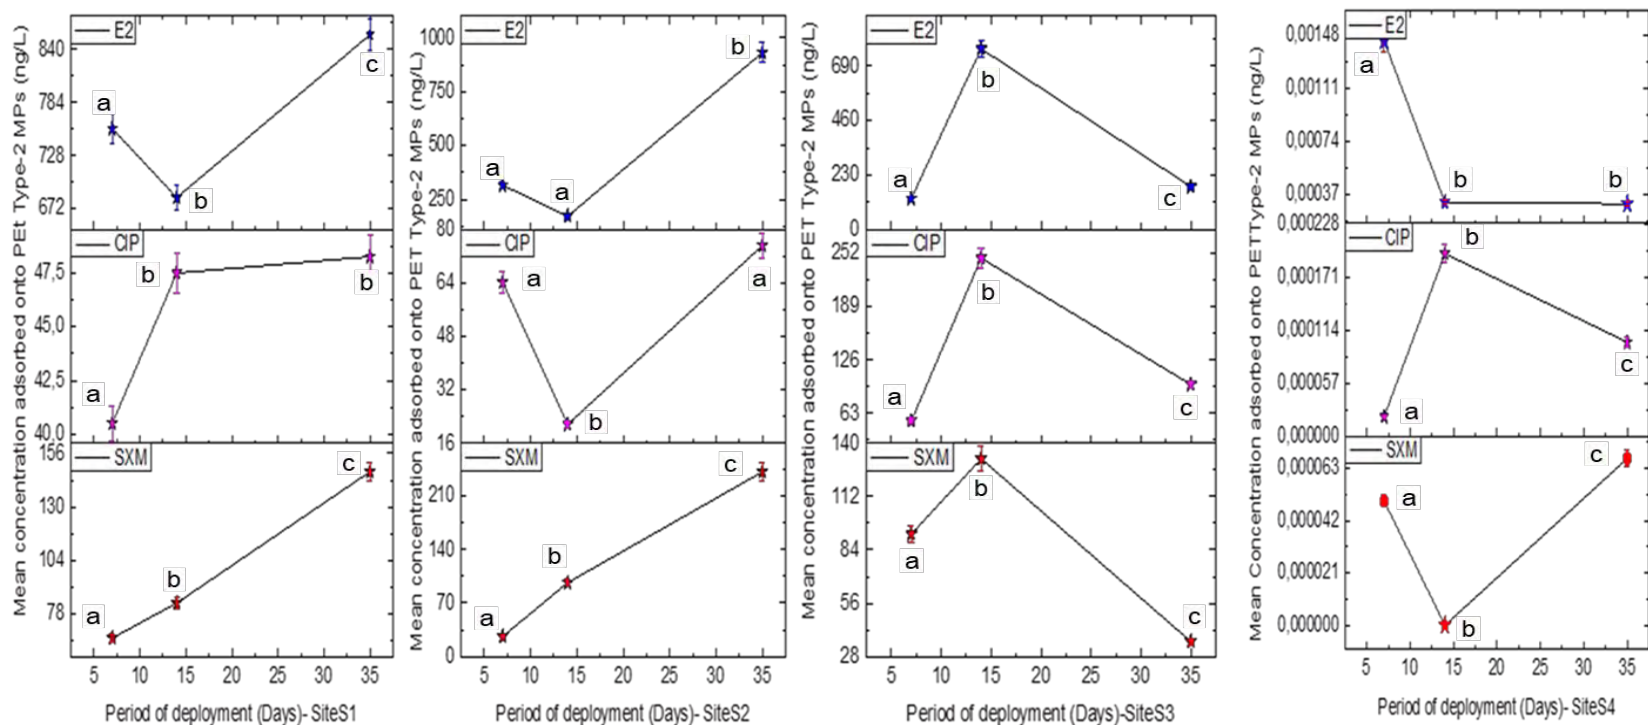 Mean concentration adsorbed onto PEt Type-2 MPs (ng/L)
E2
840
784
728
672
a
b
c
CIP
47,5
45,0
42,5
40,0
a
b
b
SXM
156
130
104
78
a
b
c
5 10 15 20 25 30 35
Period of deployment (Days)- SiteS1
Mean concentration adsorbed onto PET Type-2 MPs (ng/L)
E2
1000
750
500
250
80
a
a
b
CIP
64
48
32
16
a
b
a
SXM
210
140
70
0
a
b
c
5 10 15 20 25 30 35
Period of deployment (Days)- SiteS2
Mean concentration adsorbed onto PET Type-2 MPs (ng/L)
E2
690
460
230
0
a
b
c
CIP
252
189
126
63
a
b
c
SXM
140
112
84
56
28
a
b
c
5 10 15 20 25 30 35
Period of deployment (Days)-SiteS3
Mean Concentration adsorbed onto PETType-2 MPs (ng/L)
E2
0,00148
0,00111
0,00074
0,00037
a
b
b
CIP
0,000228
0,000171
0,000114
0,000057
0,000000
a
b
c
SXM
0,000063
0,000042
0,000021
0,000000
a
b
c
5 10 15 20 25 30 35
Period of deployment (Days)-SiteS4